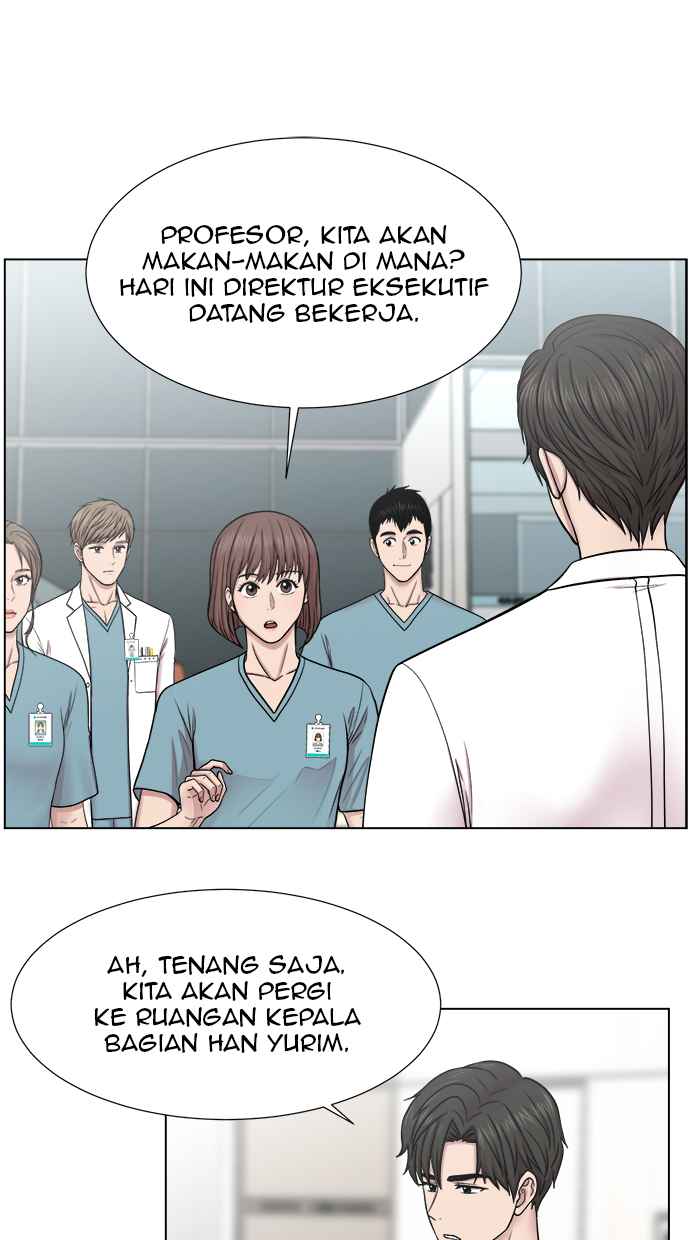 PROFESOR, KITA AKAN
MAKAN-MAKAN DI MANA?
HARI INI DIREKTUR EKSEKUTIF
DATANG BEKERJA.
AH, TENANG SAJA.
KITA AKAN PERGI
KE RUANGAN KEPALA
BAGIAN HAN YURIM.